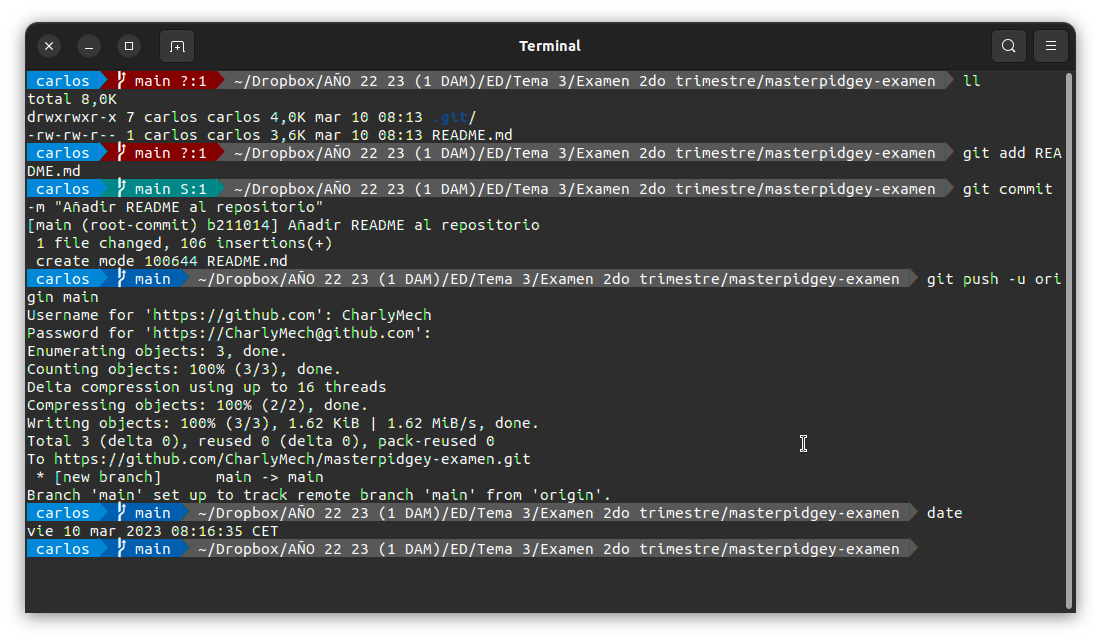 Terminal
carlos main ?:1 ~/Dropbox/AÑO 22 23 (1 DAM)/ED/Tema 3/Examen 2do trimestre/masterpidgey-examen ll
total 8,0K
drwxrwxr-x 7 carlos carlos 4,0K mar 10 08:13 .git/
-rw-rw-r-- 1 carlos carlos 3,6K mar 10 08:13 README.md
carlos main ?:1 ~/Dropbox/AÑO 22 23 (1 DAM)/ED/Tema 3/Examen 2do trimestre/masterpidgey-examen git add REA
DME.md
carlos main S:1 ~/Dropbox/AÑO 22 23 (1 DAM)/ED/Tema 3/Examen 2do trimestre/masterpidgey-examen git commit
-m "Añadir README al repositorio"
[main (root-commit) b211014] Añadir README al repositorio
1 file changed, 106 insertions(+)
create mode 100644 README.md
carlos main ~/Dropbox/AÑO 22 23 (1 DAM)/ED/Tema 3/Examen 2do trimestre/masterpidgey-examen git push -u ori
gin main
Username for 'https://github.com': CharlyMech
Password for 'https://CharlyMech@github.com':
Enumerating objects: 3, done.
Counting objects: 100% (3/3), done.
Delta compression using up to 16 threads
Compressing objects: 100% (2/2), done.
Writing objects: 100% (3/3), 1.62 KiB | 1.62 MiB/s, done.
Total 3 (delta 0), reused 0 (delta 0), pack-reused 0
To https://github.com/CharlyMech/masterpidgey-examen.git
* [new branch] main -> main
Branch 'main' set up to track remote branch 'main' from 'origin'.
carlos main ~/Dropbox/AÑO 22 23 (1 DAM)/ED/Tema 3/Examen 2do trimestre/masterpidgey-examen date
vie 10 mar 2023 08:16:35 CET
carlos main ~/Dropbox/AÑO 22 23 (1 DAM)/ED/Tema 3/Examen 2do trimestre/masterpidgey-examen